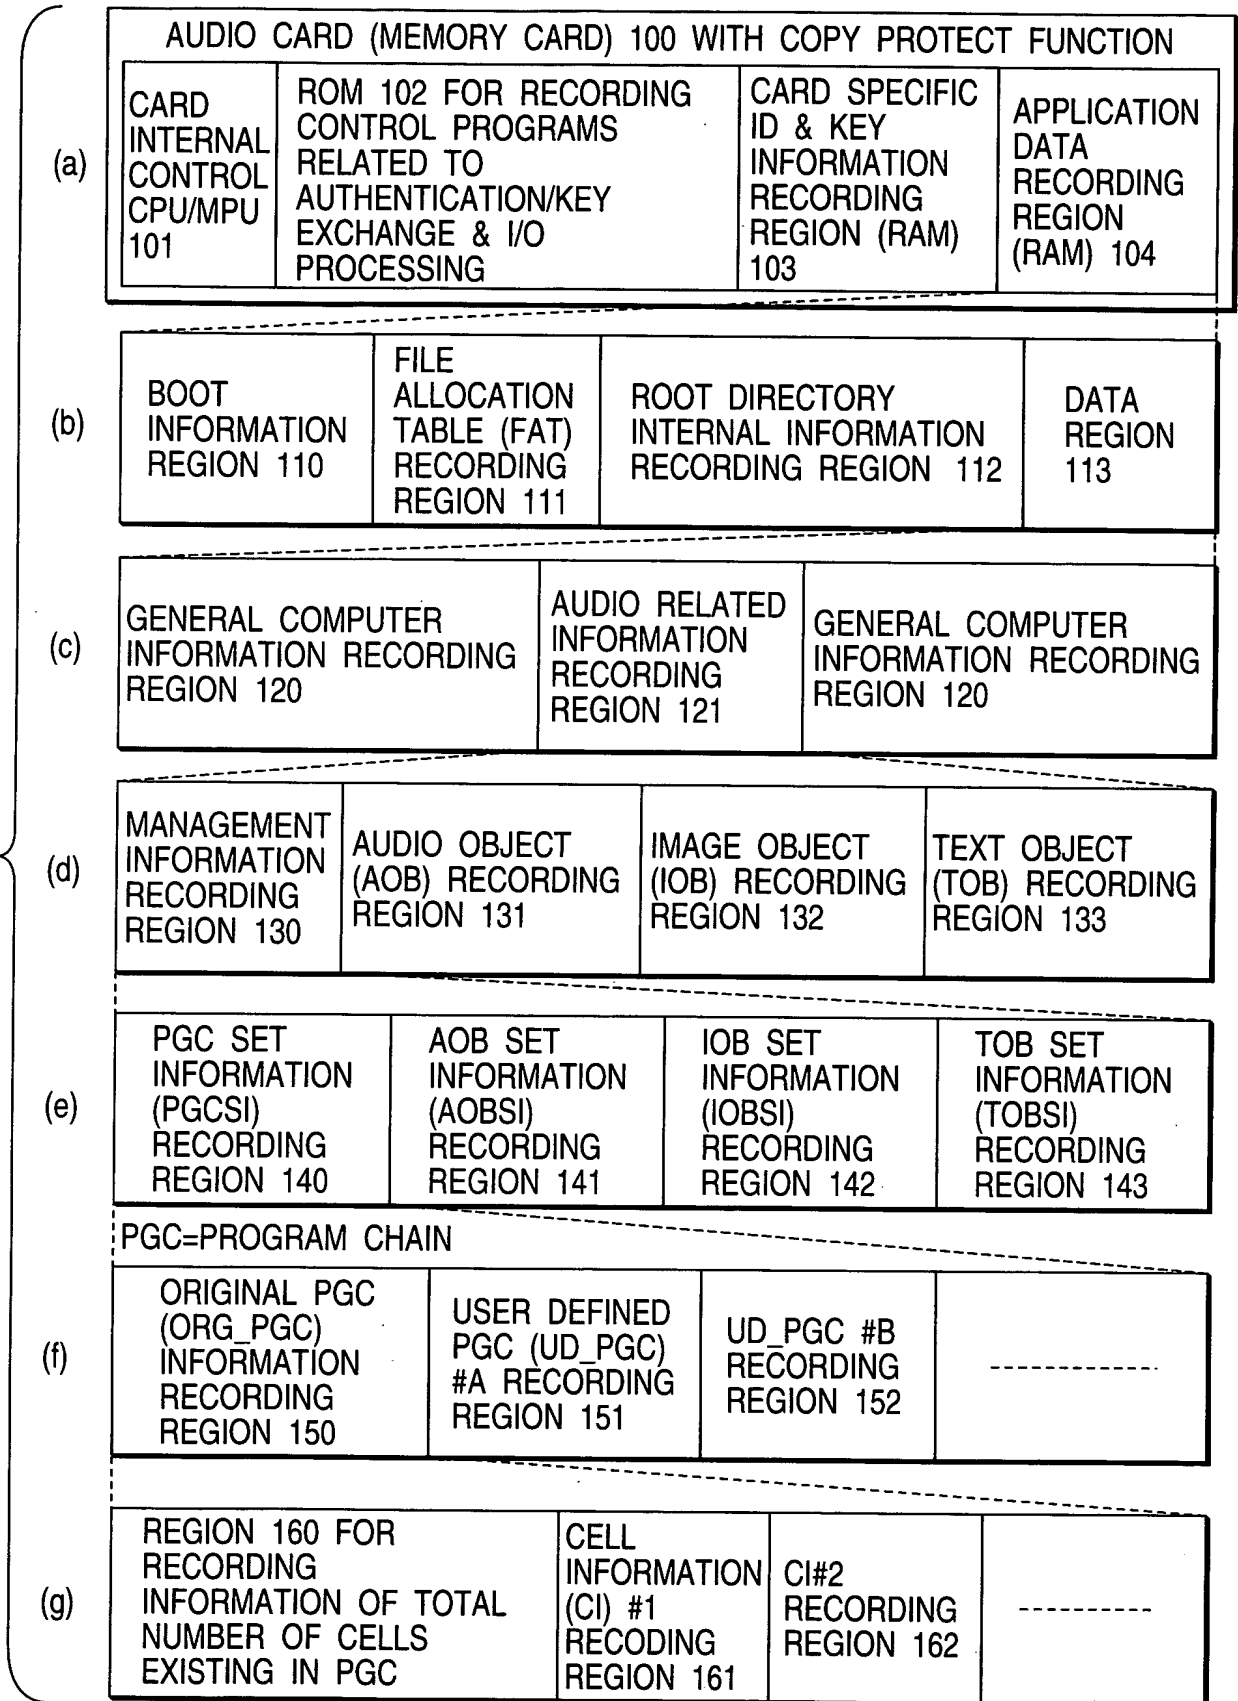 AUDIO CARD (MEMORY CARD) 100 WITH COPY PROTECT FUNCTION
(a)
CARD
INTERNAL
CONTROL
CPU/MPU
101
ROM 102 FOR RECORDING
CONTROL PROGRAMS
RELATED TO
AUTHENTICATION/KEY
EXCHANGE & I/O
PROCESSING
CARD SPECIFIC
ID & KEY
INFORMATION
RECORDING
REGION (RAM)
103
APPLICATION
DATA
RECORDING
REGION
(RAM) 104
(b)
BOOT
INFORMATION
REGION 110
FILE
ALLOCATION
TABLE (FAT)
RECORDING
REGION 111
ROOT DIRECTORY
INTERNAL INFORMATION
RECORDING REGION 112
DATA
REGION
113
(c)
GENERAL COMPUTER
INFORMATION RECORDING
REGION 120
AUDIO RELATED
INFORMATION
RECORDING
REGION 121
GENERAL COMPUTER
INFORMATION RECORDING
REGION 120
(d)
MANAGEMENT
INFORMATION
RECORDING
REGION 130
AUDIO OBJECT
(AOB) RECORDING
REGION 131
IMAGE OBJECT
(IOB) RECORDING
REGION 132
TEXT OBJECT
(TOB) RECORDING
REGION 133
(e)
PGC SET
INFORMATION
(PGCSI)
RECORDING
REGION 140
AOB SET
INFORMATION
(AOBSI)
RECORDING
REGION 141
IOB SET
INFORMATION
(IOBSI)
RECORDING
REGION 142
TOB SET
INFORMATION
(TOBSI)
RECORDING
REGION 143
PGC=PROGRAM CHAIN
(f)
ORIGINAL PGC
(ORG_PGC)
INFORMATION
RECORDING
REGION 150
USER DEFINED
PGC (UD_PGC)
#A RECORDING
REGION 151
UD_PGC #B
RECORDING
REGION 152
(g)
REGION 160 FOR
RECORDING
INFORMATION OF TOTAL
NUMBER OF CELLS
EXISTING IN PGC
CELL
INFORMATION
(CI) #1
RECODING
REGION 161
CI#2
RECORDING
REGION 162